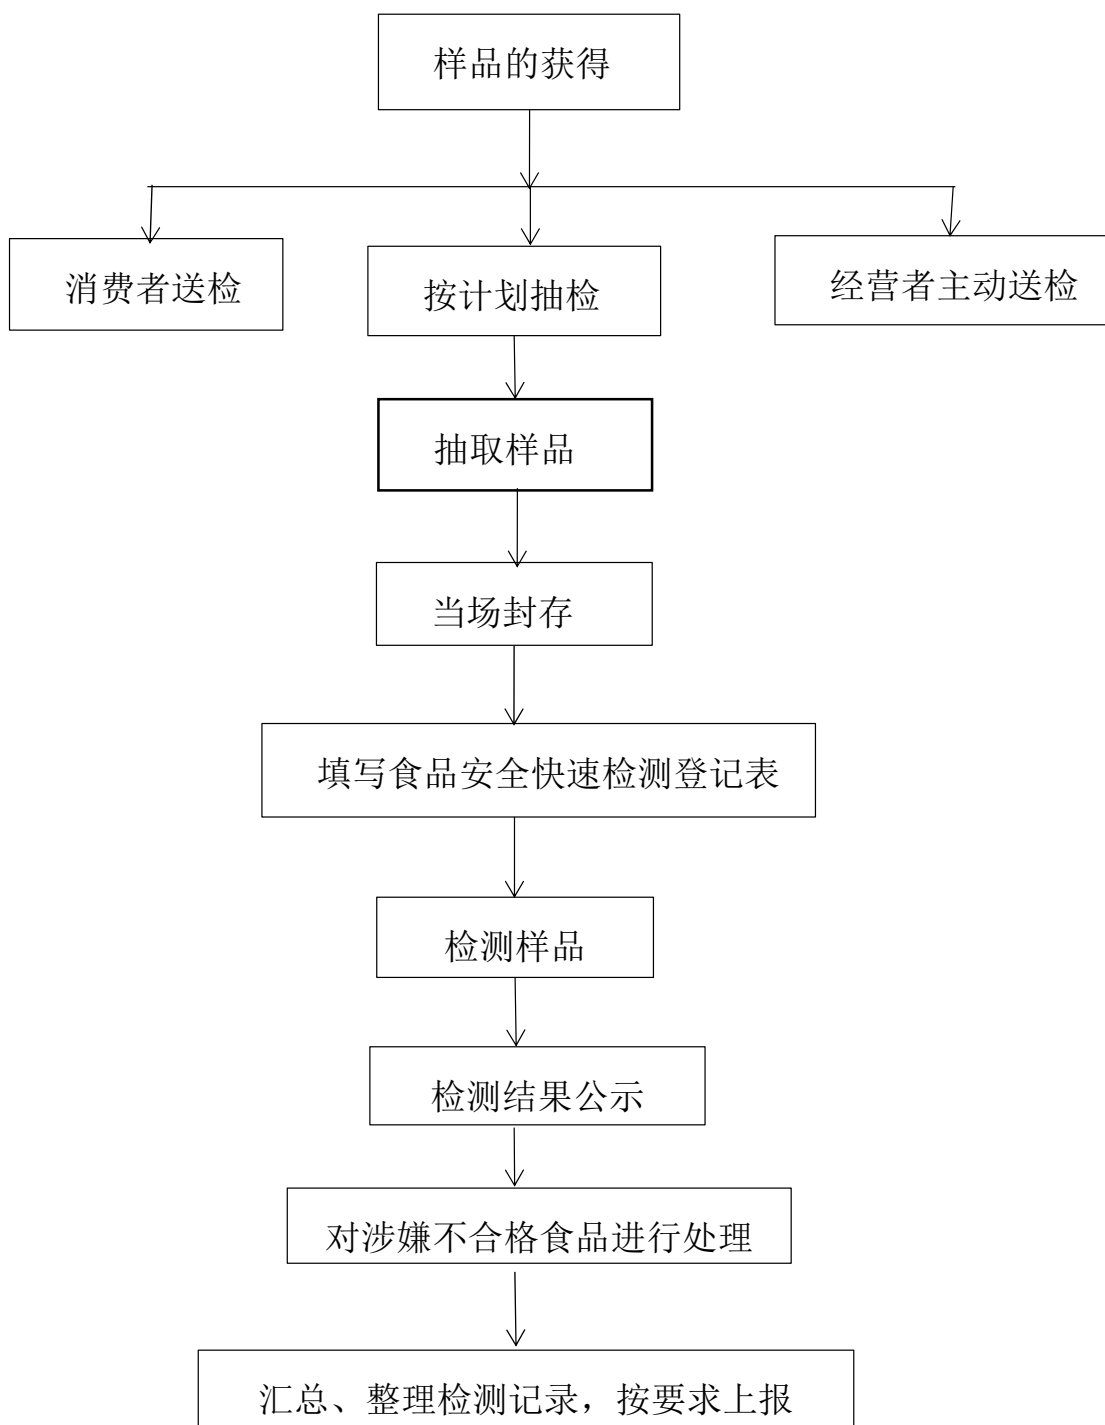 样品的获得
消费者送检
按计划抽检
经营者主动送检
抽取样品
当场封存
填写食品安全快速检测登记表
检测样品
检测结果公示
对涉嫌不合格食品进行处理
汇总、整理检测记录，按要求上报